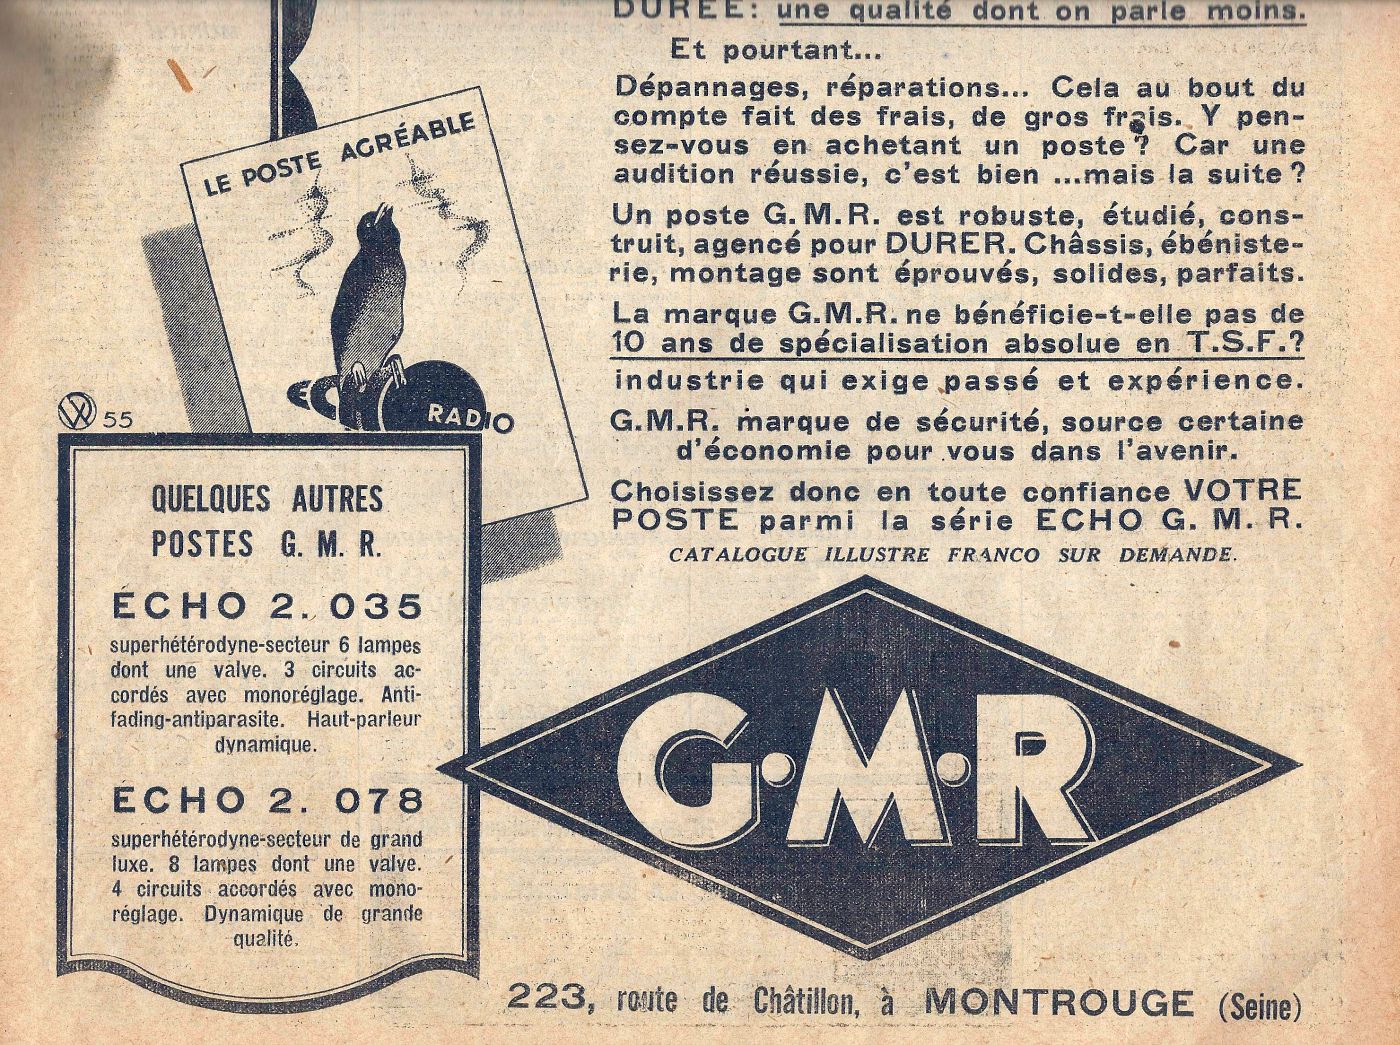 DURÉE: une qualité dont on parle moins.
Et pourtant...
Dépannages, réparations... Cela au bout du
compte fait des frais, de gros frais. Y pen-
sez-vous en achetant un poste ? Car une
audition réussie, c'est bien ...mais la suite ?
Un poste G.M.R. est robuste, étudié, cons-
truit, agencé pour DURER. Châssis, ébéniste-
rie, montage sont éprouvés, solides, parfaits.
La marque G.M.R. ne bénéficie-t-elle pas de
10 ans de spécialisation absolue en T.S.F.?
industrie qui exige passé et expérience.
G.M.R. marque de sécurité, source certaine
d'économie pour vous dans l'avenir.
Choisissez donc en toute confiance VOTRE
POSTE parmi la série ECHO G. M. R.
CATALOGUE ILLUSTRE FRANCO SUR DEMANDE.
LE POSTE AGRÉABLE
RADIO
W 55
QUELQUES AUTRES
POSTES G. M. R.
ÉCHO 2. 035
superhétérodyne-secteur 6 lampes
dont une valve. 3 circuits ac-
cordés avec monoréglage. Anti-
fading-antiparasite. Haut-parleur
dynamique.
ÉCHO 2. 078
superhétérodyne-secteur de grand
luxe. 8 lampes dont une valve.
4 circuits accordés avec mono-
réglage. Dynamique de grande
qualité.
G.M.R
223, route de Châtillon, à MONTROUGE (Seine)